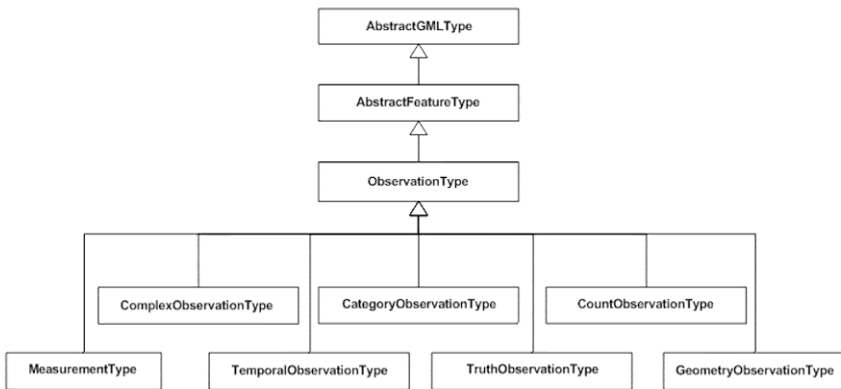 AbstractGMLType
AbstractFeatureType
ObservationType
ComplexObservationType
CategoryObservationType
CountObservationType
MeasurementType
TemporalObservationType
TruthObservationType
GeometryObservationType